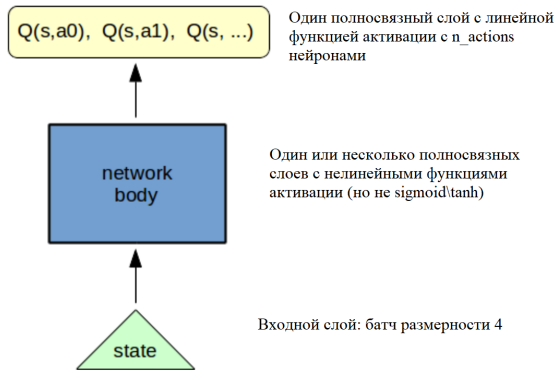 Q(s,a0), Q(s,a1), Q(s, ...)
Один полносвязный слой с линейной
функцией активации с n_actions
нейронами
network
body
Один или несколько полносвязных
слоев с нелинейными функциями
активации (но не sigmoid\tanh)
state
Входной слой: батч размерности 4